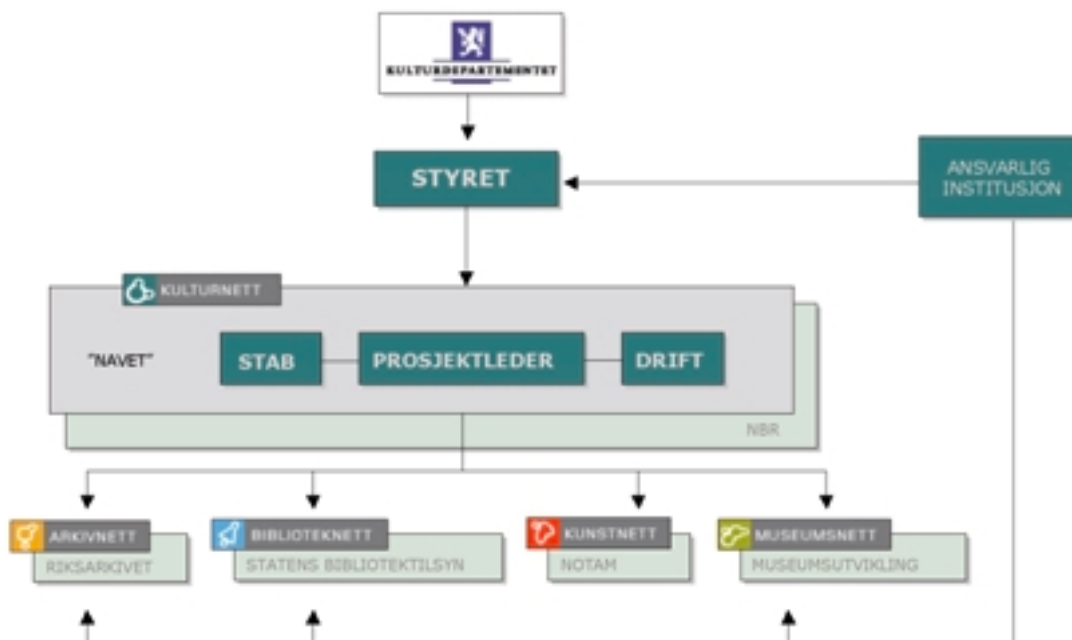 KULTURDEPARTEMENTET
STYRET
ANSVARLIG
INSTITUSJON
KULTURNETT
"NAVET"
STAB
PROSJEKTLEDER
DRIFT
NBR
ARKIVNETT
RIKSARKIVET
BIBLIOTEKNETT
STATENS BIBLIOTEKTILSYN
KUNSTNETT
NOTAM
MUSEUMSNETT
MUSEUMSUTVIKLING